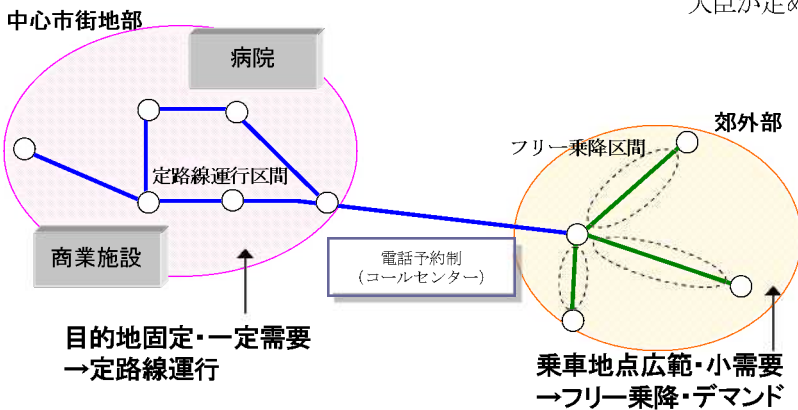 大臣が定め
中心市街地部
病院
郊外部
フリー乗降区間
定路線運行区間
商業施設
電話予約制
（コールセンター）
目的地固定・一定需要
→定路線運行
乗車地点広範・小需要
→フリー乗降・デマンド